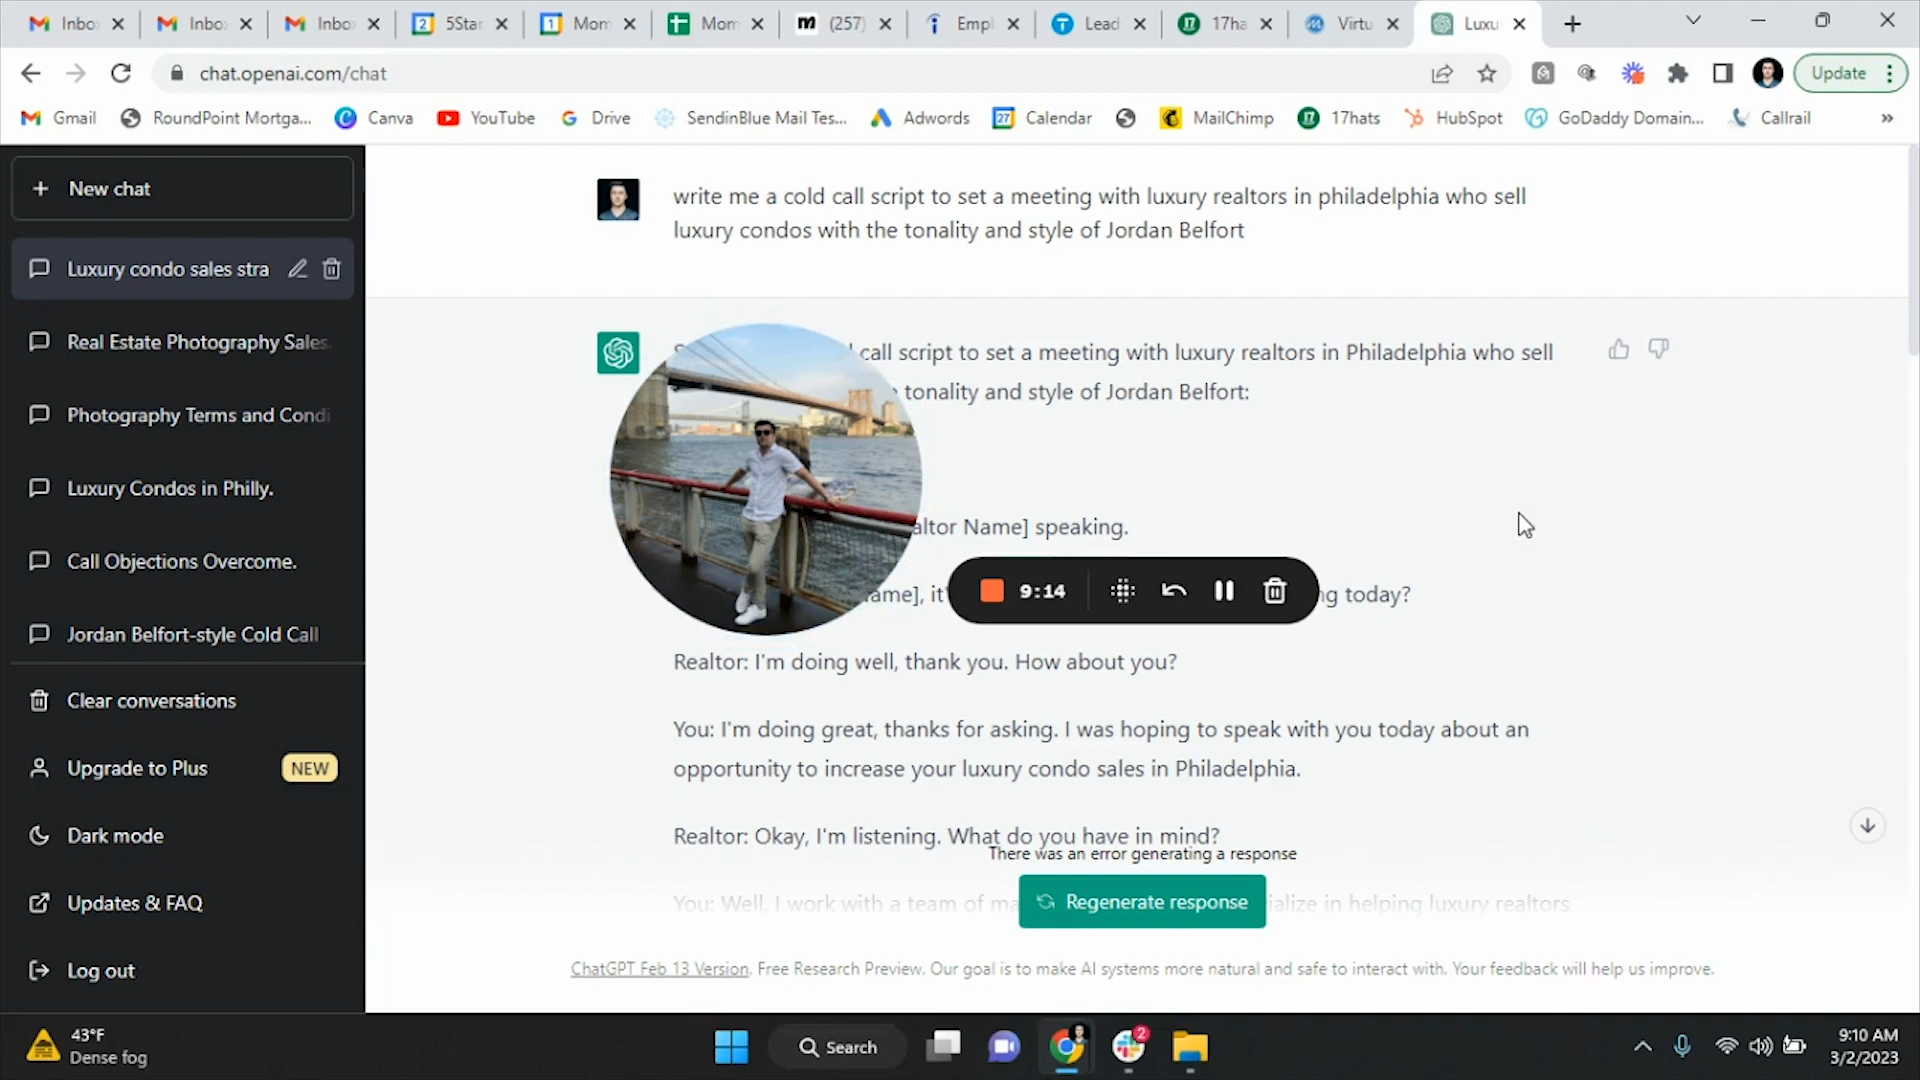 Inbo
Inbo
Inbo
2 5Star
1 Mom
Mom
m (257)
i Empl
T Lead
17 17ha
Virtu
Luxu
chat.openai.com/chat
Update
Gmail
RoundPoint Mortga...
Canva
YouTube
Drive
SendinBlue Mail Tes...
Adwords
27 Calendar
MailChimp
17 17hats
HubSpot
GoDaddy Domain...
Callrail
»
+ New chat
Luxury condo sales stra
Real Estate Photography Sales.
Photography Terms and Condi
Luxury Condos in Philly.
Call Objections Overcome.
Jordan Belfort-style Cold Call
Clear conversations
Upgrade to Plus NEW
Dark mode
Updates & FAQ
Log out
write me a cold call script to set a meeting with luxury realtors in philadelphia who sell
luxury condos with the tonality and style of Jordan Belfort
call script to set a meeting with luxury realtors in Philadelphia who sell
tonality and style of Jordan Belfort:
altor Name] speaking.
ame], it'
9:14
ng today?
Realtor: I'm doing well, thank you. How about you?
You: I'm doing great, thanks for asking. I was hoping to speak with you today about an
opportunity to increase your luxury condo sales in Philadelphia.
Realtor: Okay, I'm listening. What do you have in mind?
There was an error generating a response
You: Well, I work with a team of ma
Regenerate response
ialize in helping luxury realtors
ChatGPT Feb 13 Version. Free Research Preview. Our goal is to make AI systems more natural and safe to interact with. Your feedback will help us improve.
43°F
Dense fog
Search
2
9:10 AM
3/2/2023